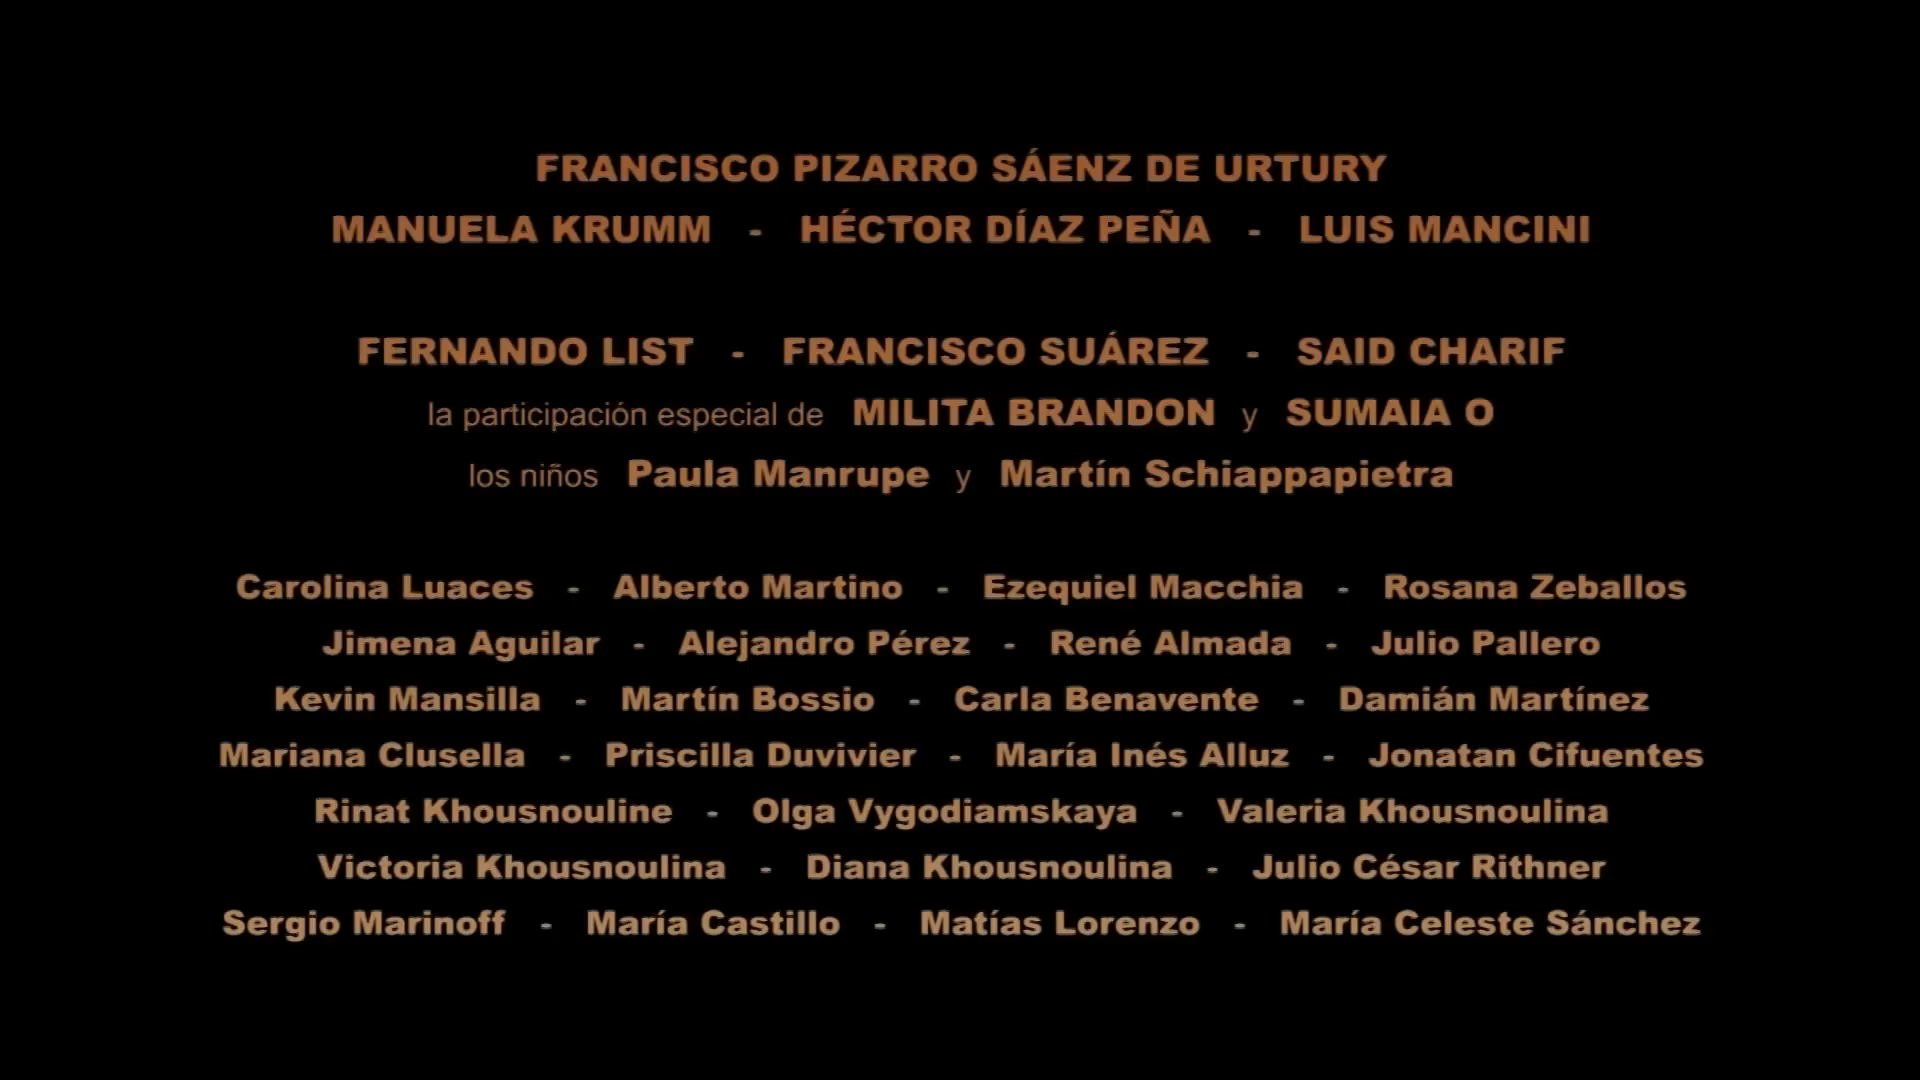 FRANCISCO PIZARRO SÁENZ DE URTURY
MANUELA KRUMM - HÉCTOR DÍAZ PEÑA - LUIS MANCINI
FERNANDO LIST - FRANCISCO SUÁREZ - SAID CHARIF
la participación especial de MILITA BRANDON y SUMAIA O
los niños Paula Manrupe y Martín Schiappapietra
Carolina Luaces - Alberto Martino - Ezequiel Macchia - Rosana Zeballos
Jimena Aguilar - Alejandro Pérez - René Almada - Julio Pallero
Kevin Mansilla - Martín Bossio - Carla Benavente - Damián Martínez
Mariana Clusella - Priscilla Duvivier - María Inés Alluz - Jonatan Cifuentes
Rinat Khousnouline - Olga Vygodiamskaya - Valeria Khousnoulina
Victoria Khousnoulina - Diana Khousnoulina - Julio César Rithner
Sergio Marinoff - María Castillo - Matías Lorenzo - María Celeste Sánchez